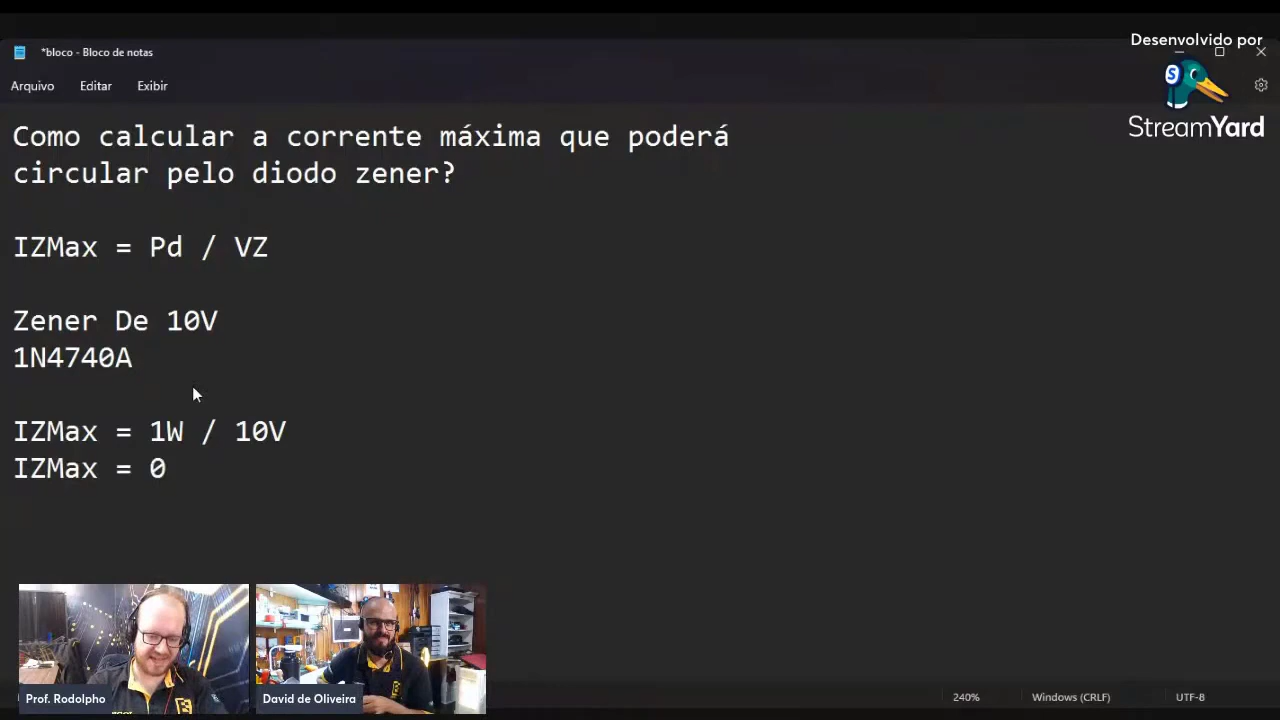 Desenvolvido por
StreamYard
*bloco - Bloco de notas
Arquivo Editar Exibir
Como calcular a corrente máxima que poderá
circular pelo diodo zener?
IZMax = Pd / VZ
Zener De 10V
1N4740A
IZMax = 1W / 10V
IZMax = 0
Prof. Rodolpho
David de Oliveira
240% Windows (CRLF) UTF-8